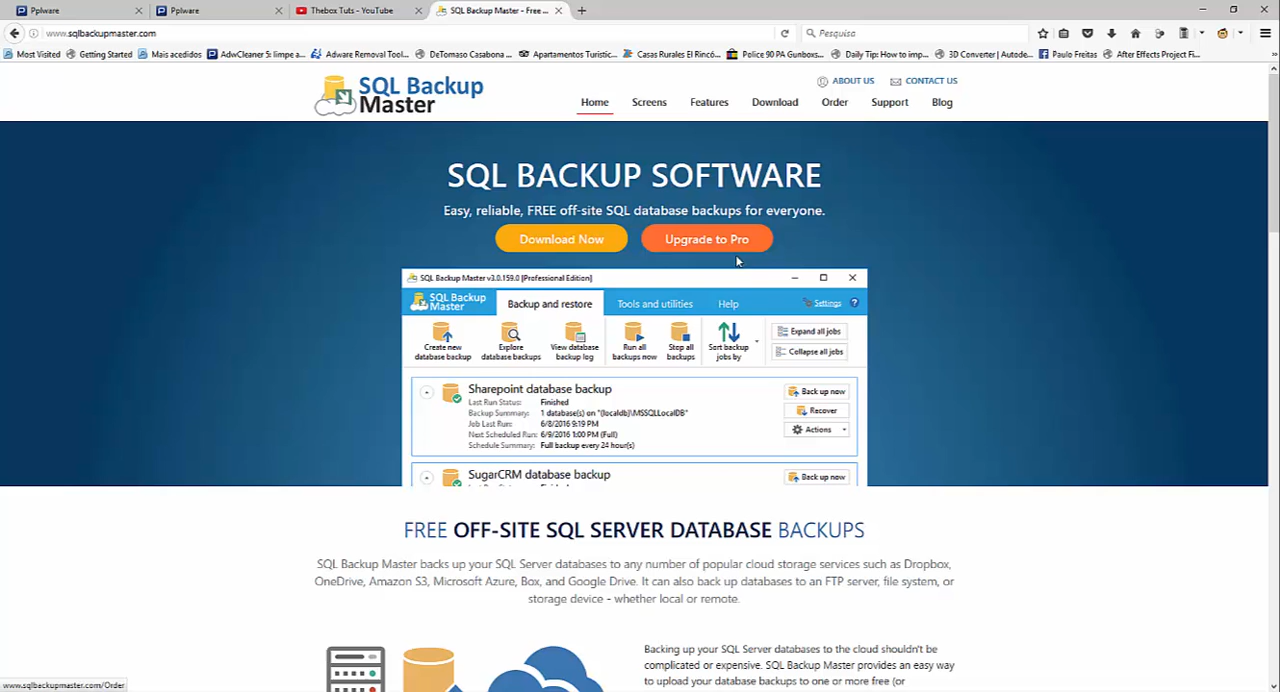 Pplware
Pplware
Thebox Tuts - YouTube
SQL Backup Master - Free ...
www.sqlbackupmaster.com
Pesquisa
Most Visited
Getting Started
Mais acedidos
AdwCleaner 5: limpe a...
Adware Removal Tool...
DeTomaso Casabona ...
Apartamentos Turístic...
Casas Rurales El Rincó...
Police 90 PV Gunboxs...
Daily Tip: How to imp...
3D Converter | Autode...
Paulo Freitas
After Effects Project Fi...
SQL Backup
Master
ABOUT US
CONTACT US
Home
Screens
Features
Download
Order
Support
Blog
SQL BACKUP SOFTWARE
Easy, reliable, FREE off-site SQL database backups for everyone.
Download Now
Upgrade to Pro
SQL Backup Master v3.0.159.0 [Professional Edition]
SQL Backup
Master
Backup and restore
Tools and utilities
Help
Settings
Create new
database backup
Explore
database backups
View database
backup log
Run all
backups now
Stop all
backups
Sort backup
jobs by
Expand all jobs
Collapse all jobs
Sharepoint database backup
Last Run Status: Finished
Backup Summary: 1 database(s) on "(localdb)\MSSQLLocalDB"
Job Last Run: 6/8/2016 9:19 PM
Next Scheduled Run: 6/9/2016 1:00 PM (Full)
Schedule Summary: Full backup every 24 hour(s)
Back up now
Recover
Actions
SugarCRM database backup
Back up now
FREE OFF-SITE SQL SERVER DATABASE BACKUPS
SQL Backup Master backs up your SQL Server databases to any number of popular cloud storage services such as Dropbox,
OneDrive, Amazon S3, Microsoft Azure, Box, and Google Drive. It can also back up databases to an FTP server, file system, or
storage device - whether local or remote.
Backing up your SQL Server databases to the cloud shouldn't be
complicated or expensive. SQL Backup Master provides an easy way
to upload your database backups to one or more free (or
www.sqlbackupmaster.com/Order